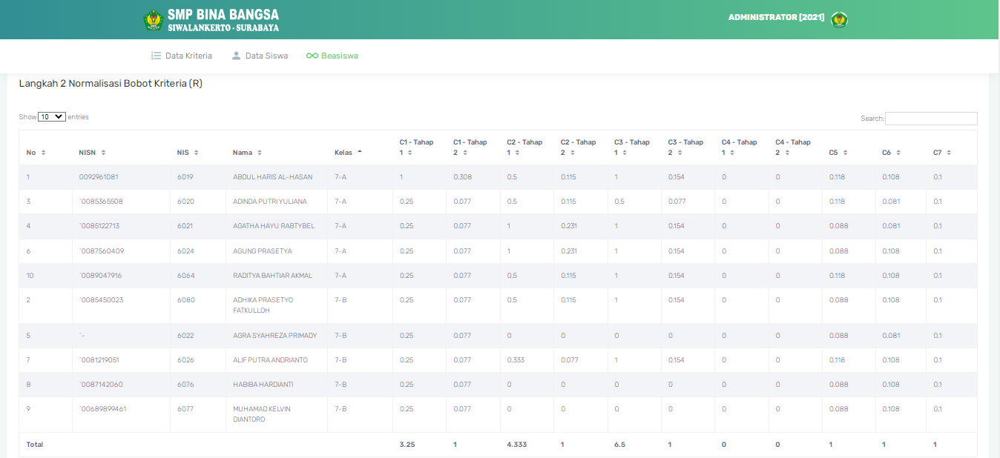 SMP BINA BANGSA
SIWALANKERTO - SURABAYA
ADMINISTRATOR [2021]
Data Kriteria Data Siswa Beasiswa
Langkah 2 Normalisasi Bobot Kriteria (R)
Show 10 entries Search:
No NISN NIS Nama Kelas C1 - Tahap 1 C1 - Tahap 2 C2 - Tahap 1 C2 - Tahap 2 C3 - Tahap 1 C3 - Tahap 2 C4 - Tahap 1 C4 - Tahap 2 C5 C6 C7
1 0092961081 6019 ABDUL HARIS AL-HASAN 7-A 1 0.308 0.5 0.115 1 0.154 0 0 0.118 0.108 0.1
3 `0085365508 6020 ADINDA PUTRI YULIANA 7-A 0.25 0.077 0.5 0.115 0.5 0.077 0 0 0.118 0.081 0.1
4 `0085122713 6021 AGATHA HAYU RABTYBEL 7-A 0.25 0.077 1 0.231 1 0.154 0 0 0.088 0.081 0.1
6 `0087560409 6024 AGUNG PRASETYA 7-A 0.25 0.077 1 0.231 1 0.154 0 0 0.088 0.108 0.1
10 `0089047916 6064 RADITYA BAHTIAR AKMAL 7-A 0.25 0.077 0.5 0.115 1 0.154 0 0 0.118 0.108 0.1
2 `0085450023 6080 ADHIKA PRASETYO FATKULLOH 7-B 0.25 0.077 0.5 0.115 1 0.154 0 0 0.088 0.108 0.1
5 `- 6022 AGRA SYAHREZA PRIMADY 7-B 0.25 0.077 0 0 0 0 0 0 0.088 0.081 0.1
7 `0081219051 6026 ALIF PUTRA ANDRIANTO 7-B 0.25 0.077 0.333 0.077 1 0.154 0 0 0.118 0.108 0.1
8 `0087142060 6076 HABIBA HARDIANTI 7-B 0.25 0.077 0 0 0 0 0 0 0.088 0.108 0.1
9 `00689899461 6077 MUHAMAD KELVIN DIANTORO 7-B 0.25 0.077 0 0 0 0 0 0 0.088 0.108 0.1
Total 3.25 1 4.333 1 6.5 1 0 0 1 1 1